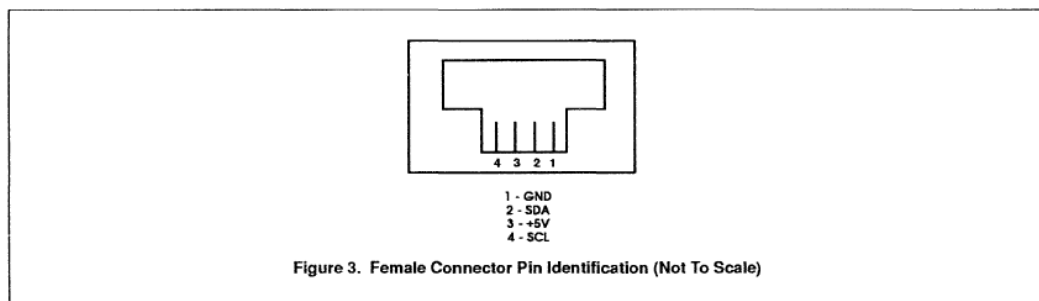 4 3 2 1
1 - GND
2 - SDA
3 - +5V
4 - SCL
Figure 3. Female Connector Pin Identification (Not To Scale)